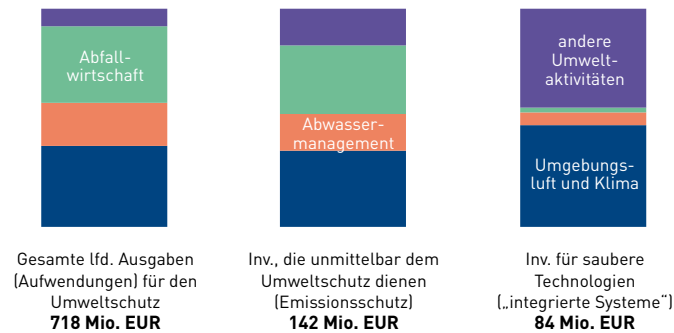 Abfall-
wirtschaft
Abwasser-
management
andere
Umwelt-
aktivitäten
Umgebungs-
luft und Klima
Gesamte lfd. Ausgaben
(Aufwendungen) für den
Umweltschutz
718 Mio. EUR
Inv., die unmittelbar dem
Umweltschutz dienen
(Emissionsschutz)
142 Mio. EUR
Inv. für saubere
Technologien
(„integrierte Systeme“)
84 Mio. EUR